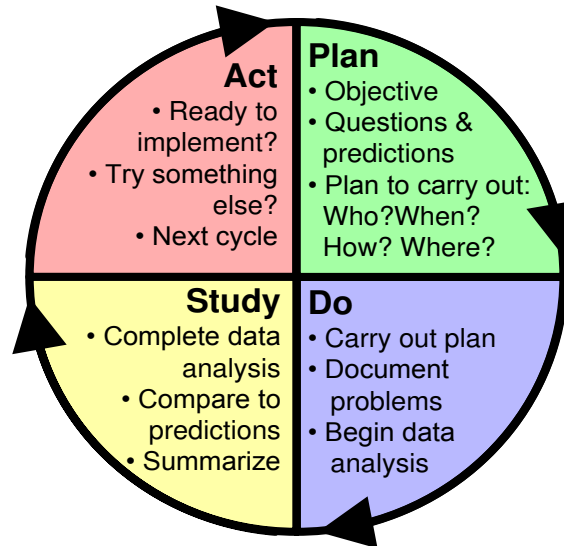 Act
• Ready to
implement?
• Try something
else?
• Next cycle
Plan
• Objective
• Questions &
predictions
• Plan to carry out:
Who?When?
How? Where?
Study
• Complete data
analysis
• Compare to
predictions
• Summarize
Do
• Carry out plan
• Document
problems
• Begin data
analysis